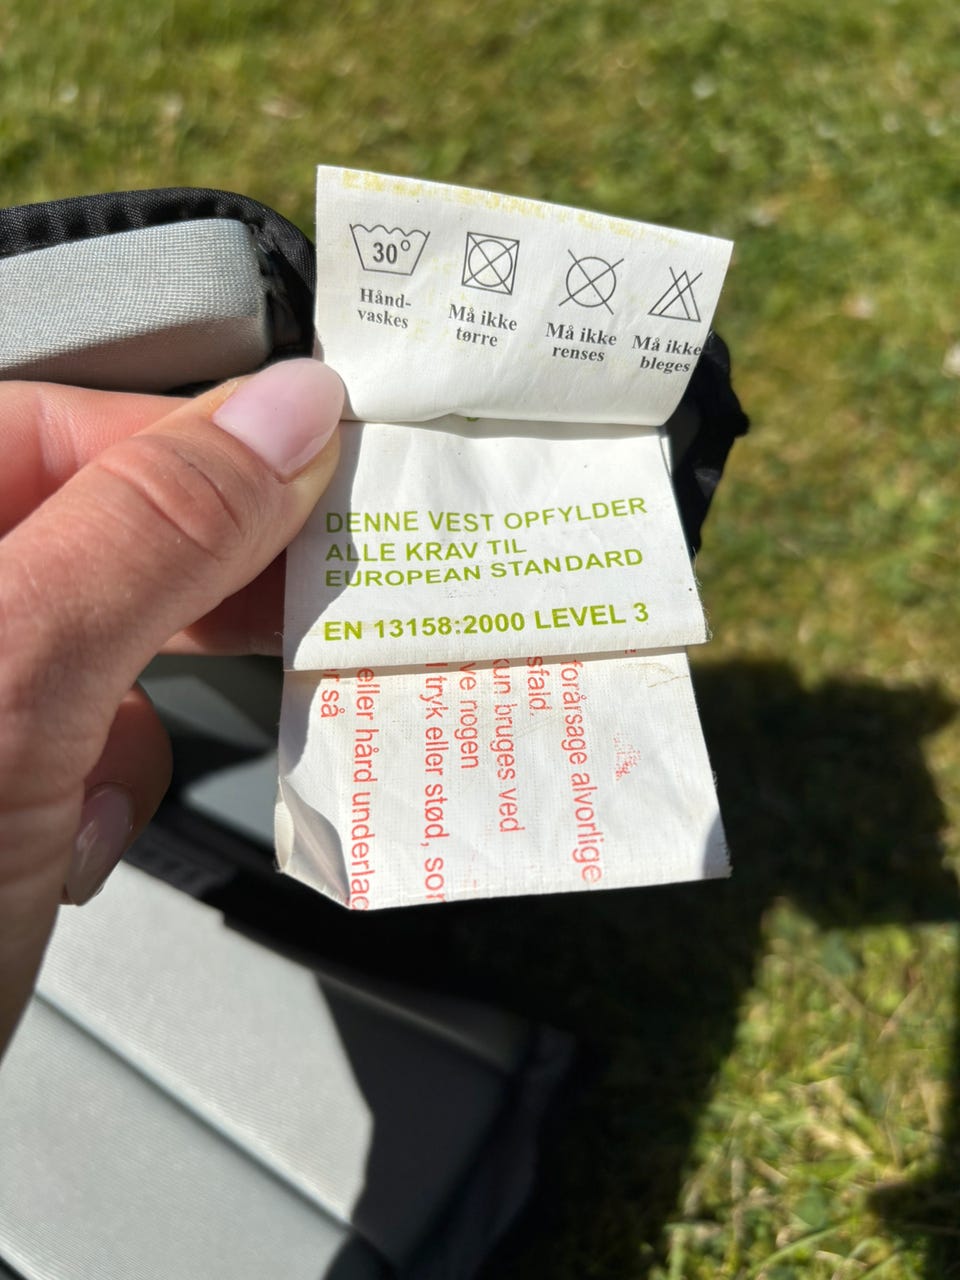 30°
Hånd-
vaskes
Må ikke
tørre
Må ikke
renses
Må ikke
bleges
DENNE VEST OPFYLDER
ALLE KRAV TIL
EUROPEAN STANDARD
EN 13158:2000 LEVEL 3
forårsage alvorlige
sfald.
kun bruges ved
ve nogen
tryk eller stød, som
eller hård underlag
r så